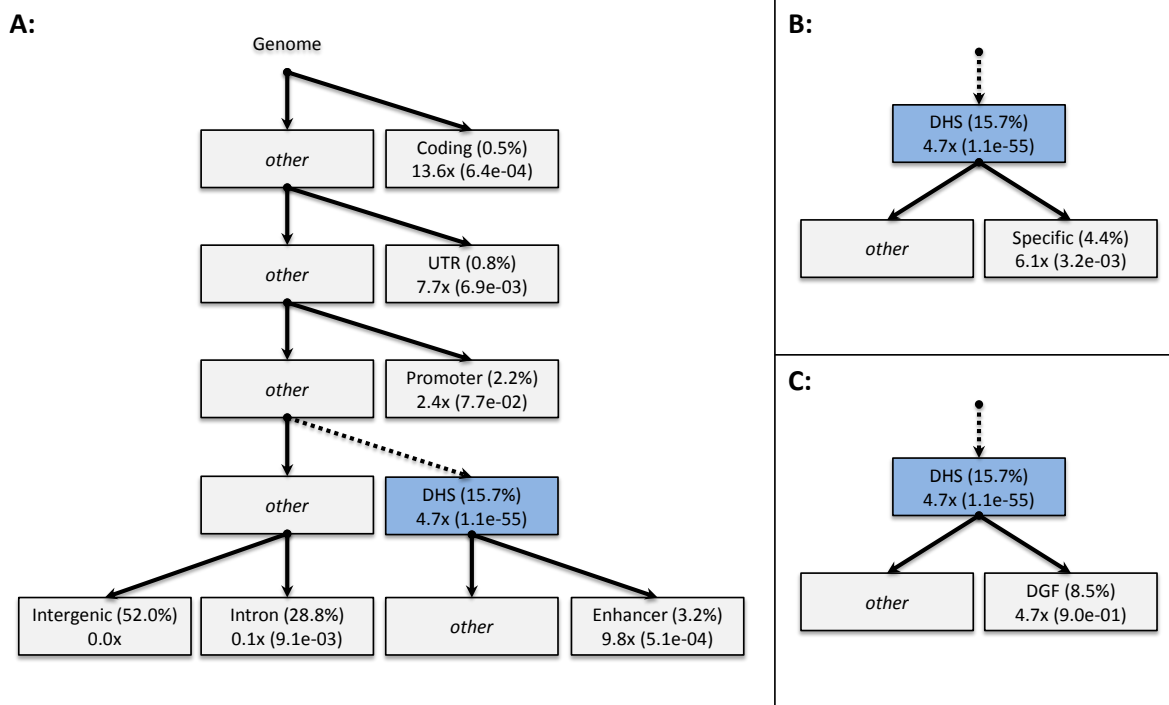 A:
Genome
other
Coding (0.5%)
13.6x (6.4e-04)
other
UTR (0.8%)
7.7x (6.9e-03)
other
Promoter (2.2%)
2.4x (7.7e-02)
other
DHS (15.7%)
4.7x (1.1e-55)
Intergenic (52.0%)
0.0x
Intron (28.8%)
0.1x (9.1e-03)
other
Enhancer (3.2%)
9.8x (5.1e-04)
B:
DHS (15.7%)
4.7x (1.1e-55)
other
Specific (4.4%)
6.1x (3.2e-03)
C:
DHS (15.7%)
4.7x (1.1e-55)
other
DGF (8.5%)
4.7x (9.0e-01)